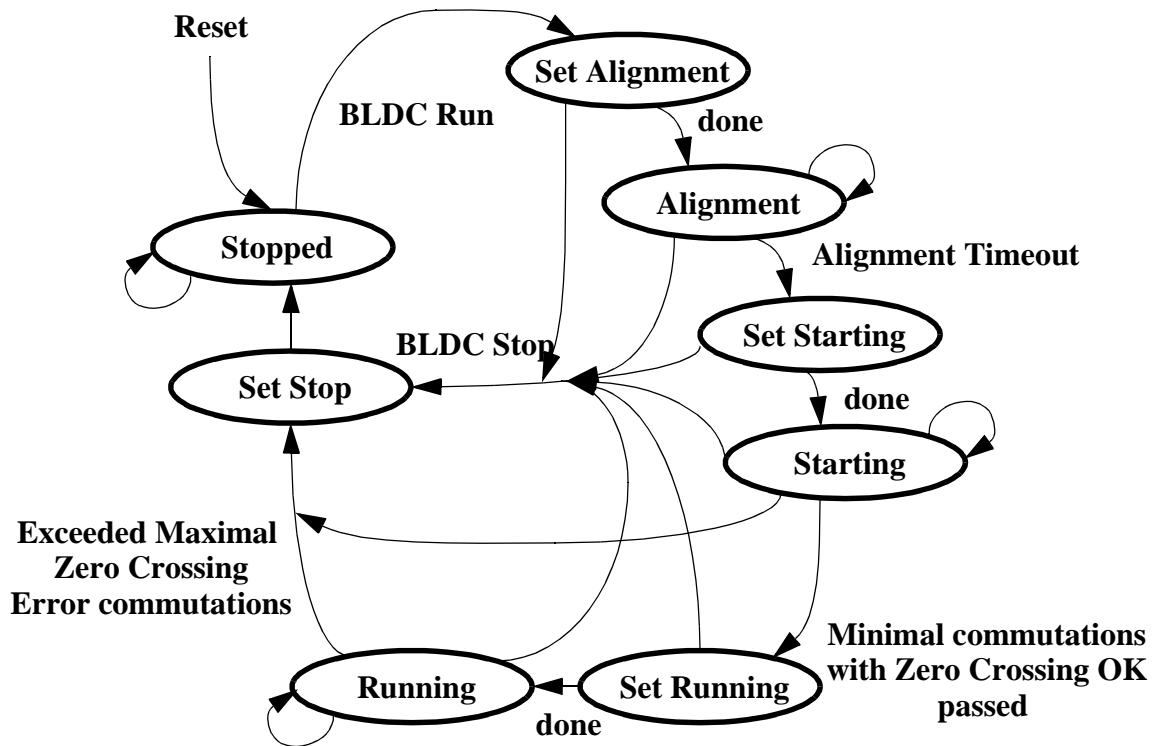 Reset
Set Alignment
BLDC Run
done
Alignment
Stopped
Alignment Timeout
Set Starting
BLDC Stop
Set Stop
done
Starting
Exceeded Maximal
Zero Crossing
Error commutations
Minimal commutations
with Zero Crossing OK
passed
Running
Set Running
done